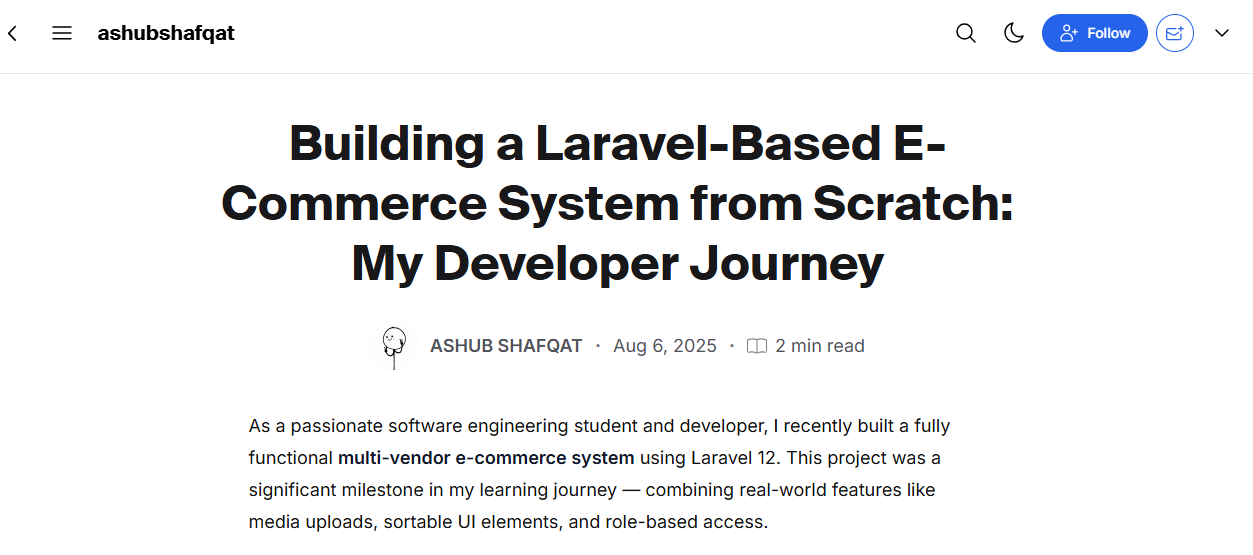 ashubshafqat
Follow
Building a Laravel-Based E-
Commerce System from Scratch:
My Developer Journey
ASHUB SHAFQAT · Aug 6, 2025 · 2 min read
As a passionate software engineering student and developer, I recently built a fully
functional multi-vendor e-commerce system using Laravel 12. This project was a
significant milestone in my learning journey — combining real-world features like
media uploads, sortable UI elements, and role-based access.